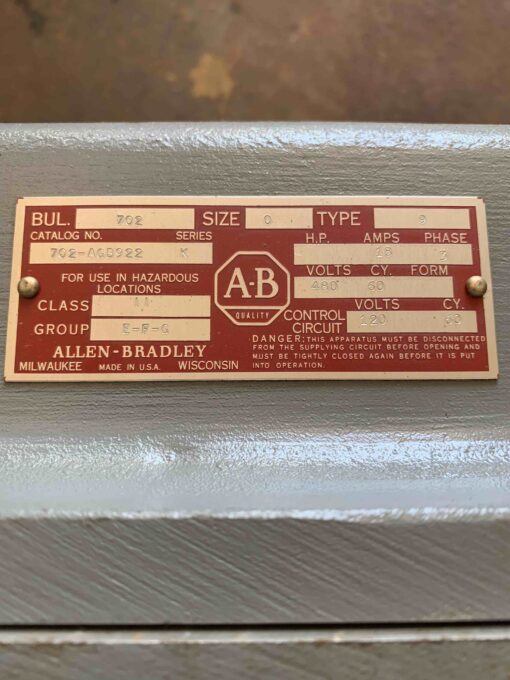 BUL. 702 SIZE 0 TYPE 9
CATALOG NO. SERIES
702-AGD922 K
H.P. AMPS PHASE
18 3
FOR USE IN HAZARDOUS
LOCATIONS
VOLTS CY. FORM
480 60
CLASS 11
GROUP E-F-G
A-B
QUALITY
VOLTS CY.
CONTROL
CIRCUIT 120 60
ALLEN-BRADLEY
MILWAUKEE MADE IN U.S.A. WISCONSIN
DANGER: THIS APPARATUS MUST BE DISCONNECTED
FROM THE SUPPLYING CIRCUIT BEFORE OPENING AND
MUST BE TIGHTLY CLOSED AGAIN BEFORE IT IS PUT
INTO OPERATION.